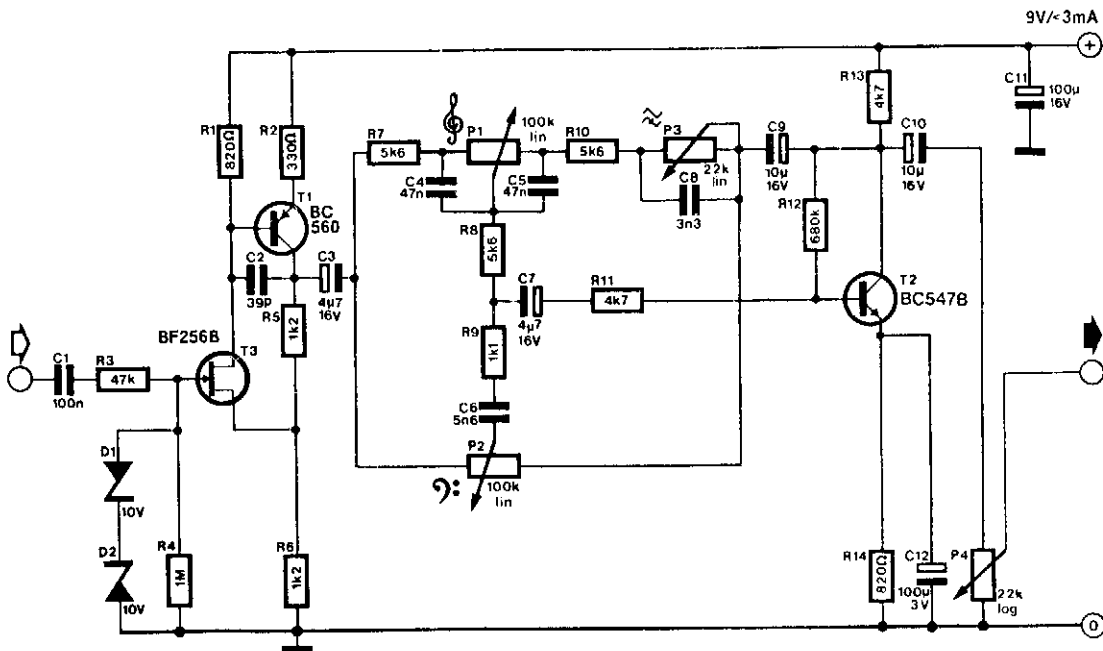 9V/<3mA
+
R1
820Ω
R2
330Ω
T1
BC
560
R7
5k6
P1
100k
lin
C4
47n
C5
47n
R10
5k6
P3
22k
lin
C8
3n3
C9
10µ
16V
R13
4k7
C10
10µ
16V
C11
100µ
16V
R12
680k
C2
39p
C3
4µ7
16V
R5
1k2
R8
5k6
C7
4µ7
16V
R11
4k7
T2
BC547B
R9
1k1
C6
5n6
P2
100k
lin
BF256B
T3
C1
100n
R3
47k
D1
10V
D2
10V
R4
1M
R6
1k2
R14
820Ω
C12
100µ
3V
P4
22k
log
0